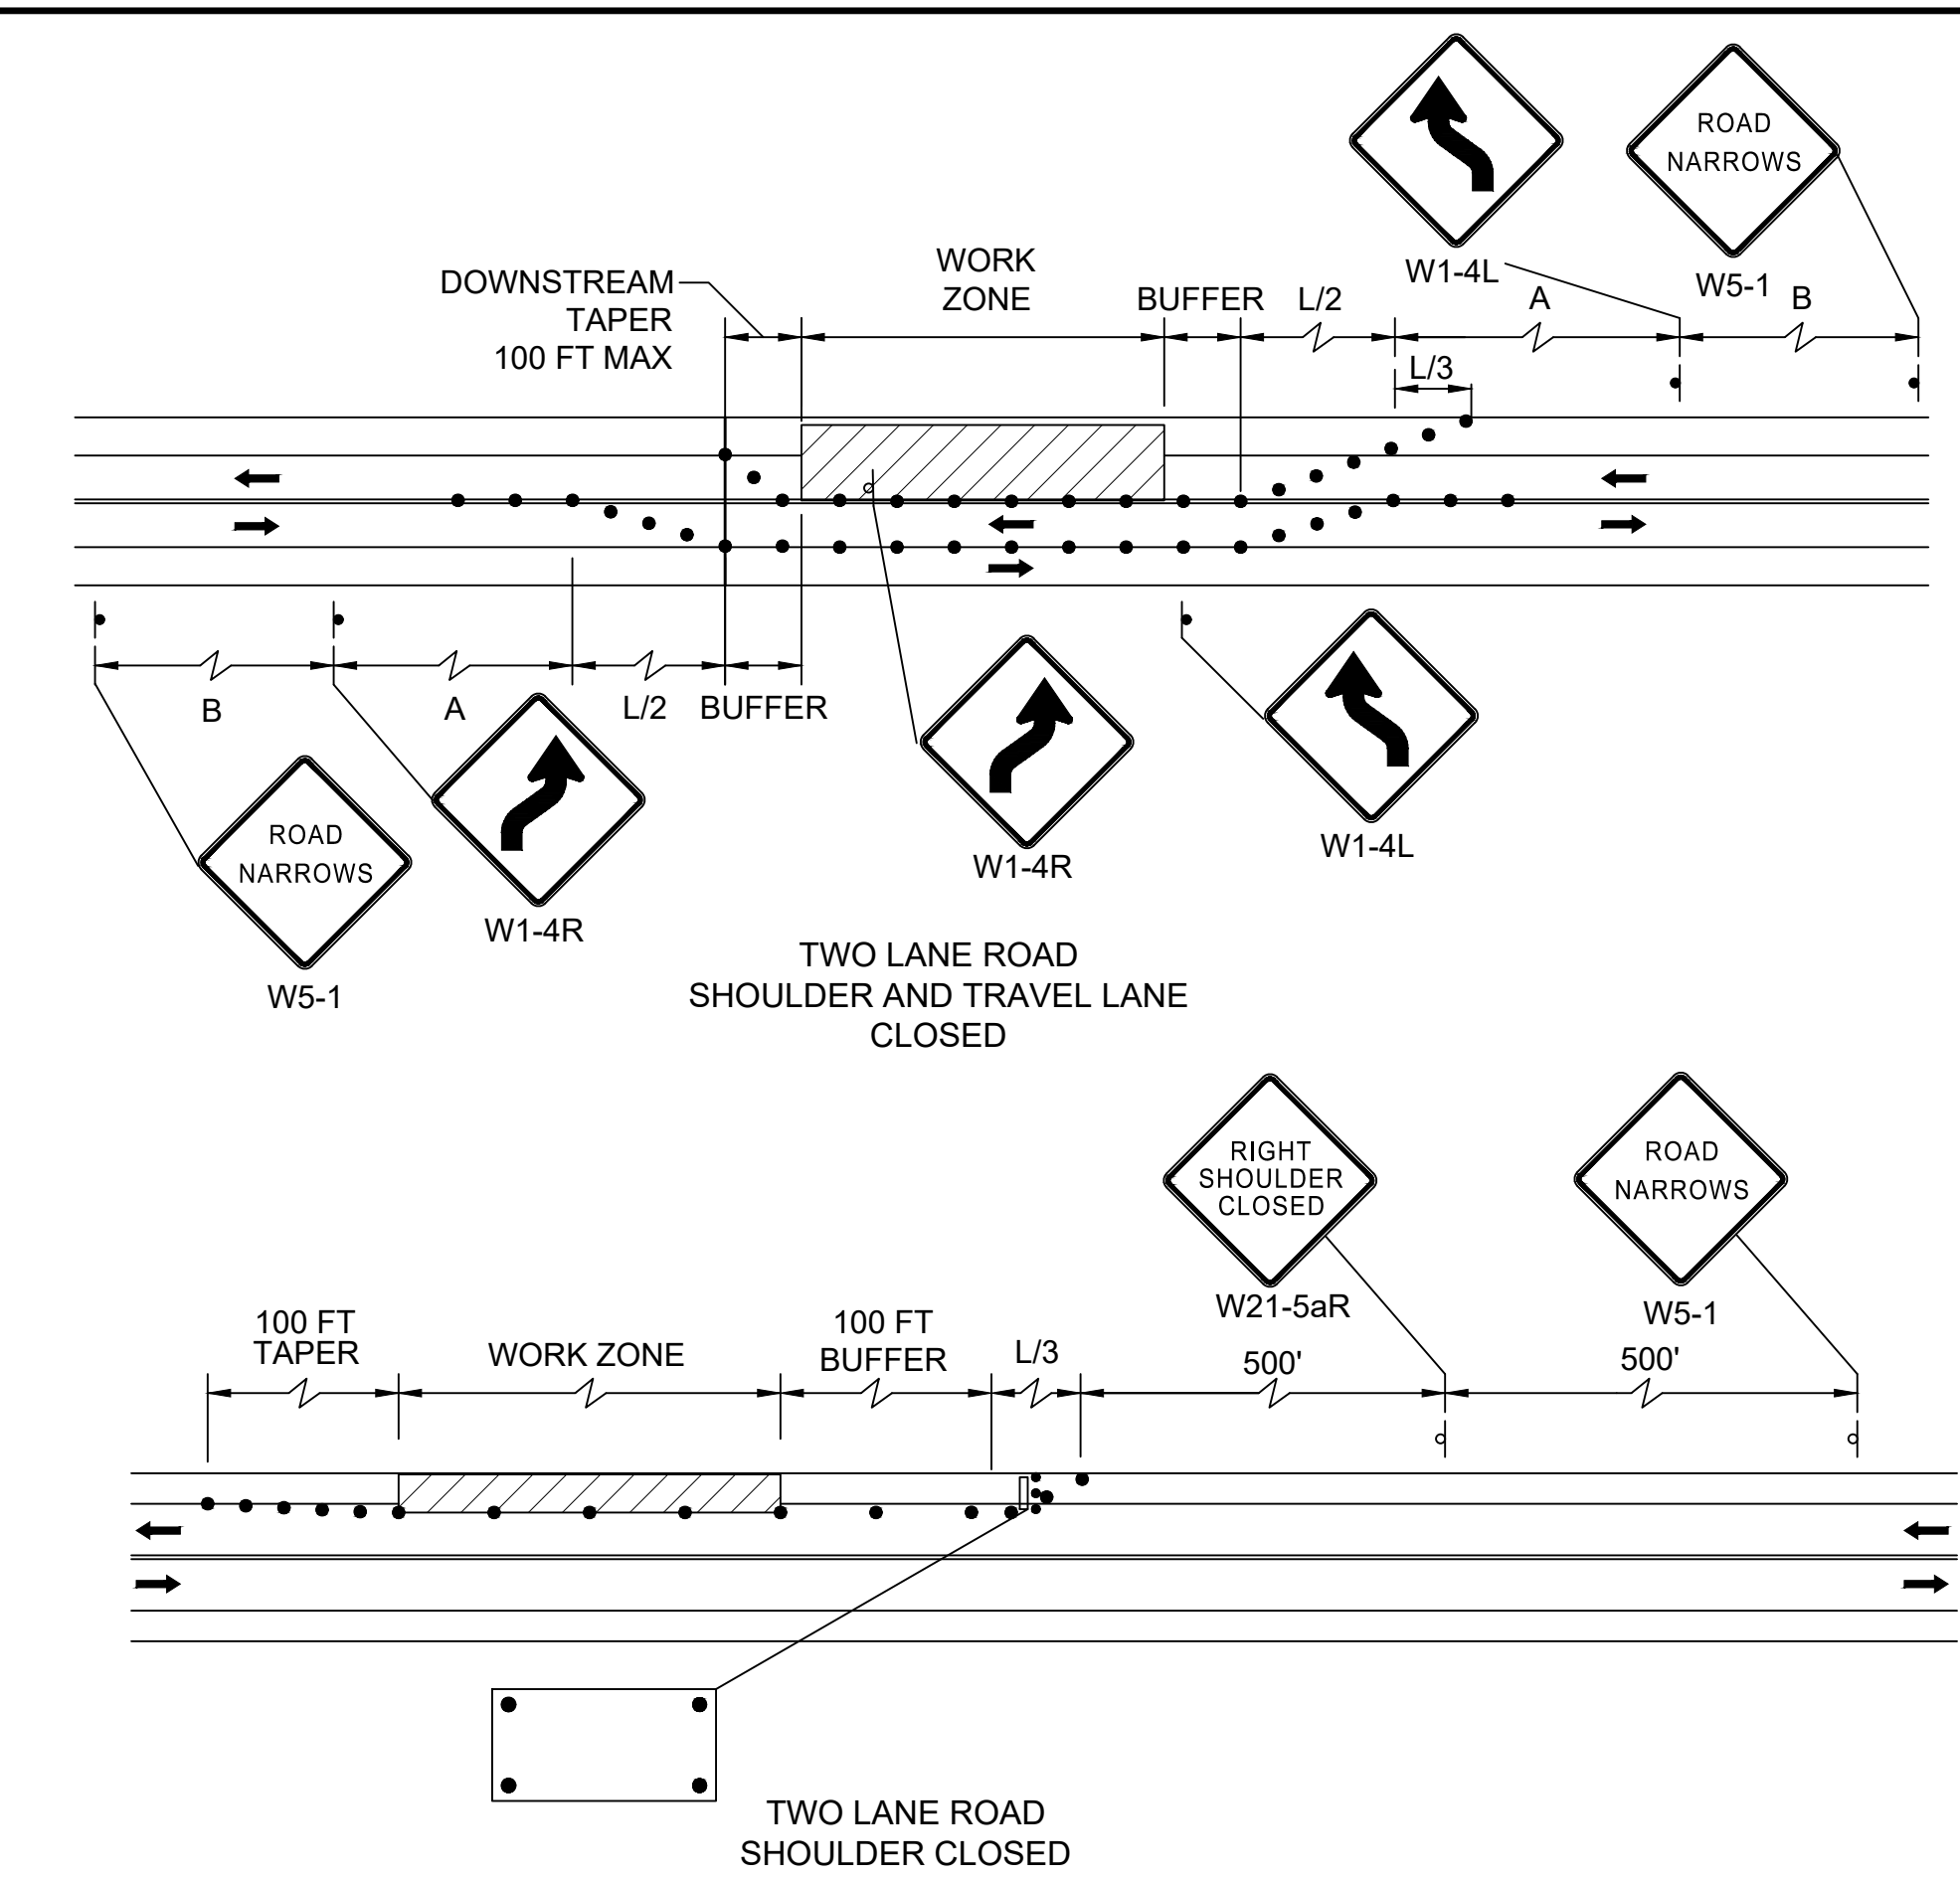 ROAD
NARROWS
W1-4L
W5-1
DOWNSTREAM
TAPER
100 FT MAX
WORK
ZONE
BUFFER
L/2
A
B
L/3
B
A
L/2
BUFFER
ROAD
NARROWS
W5-1
W1-4R
W1-4R
W1-4L
TWO LANE ROAD
SHOULDER AND TRAVEL LANE
CLOSED
RIGHT
SHOULDER
CLOSED
W21-5aR
ROAD
NARROWS
W5-1
100 FT
TAPER
WORK ZONE
100 FT
BUFFER
L/3
500'
500'
TWO LANE ROAD
SHOULDER CLOSED